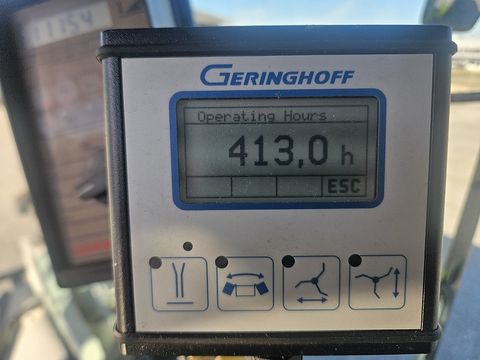 GERINGHOFF
Operating Hours
413,0 h
ESC